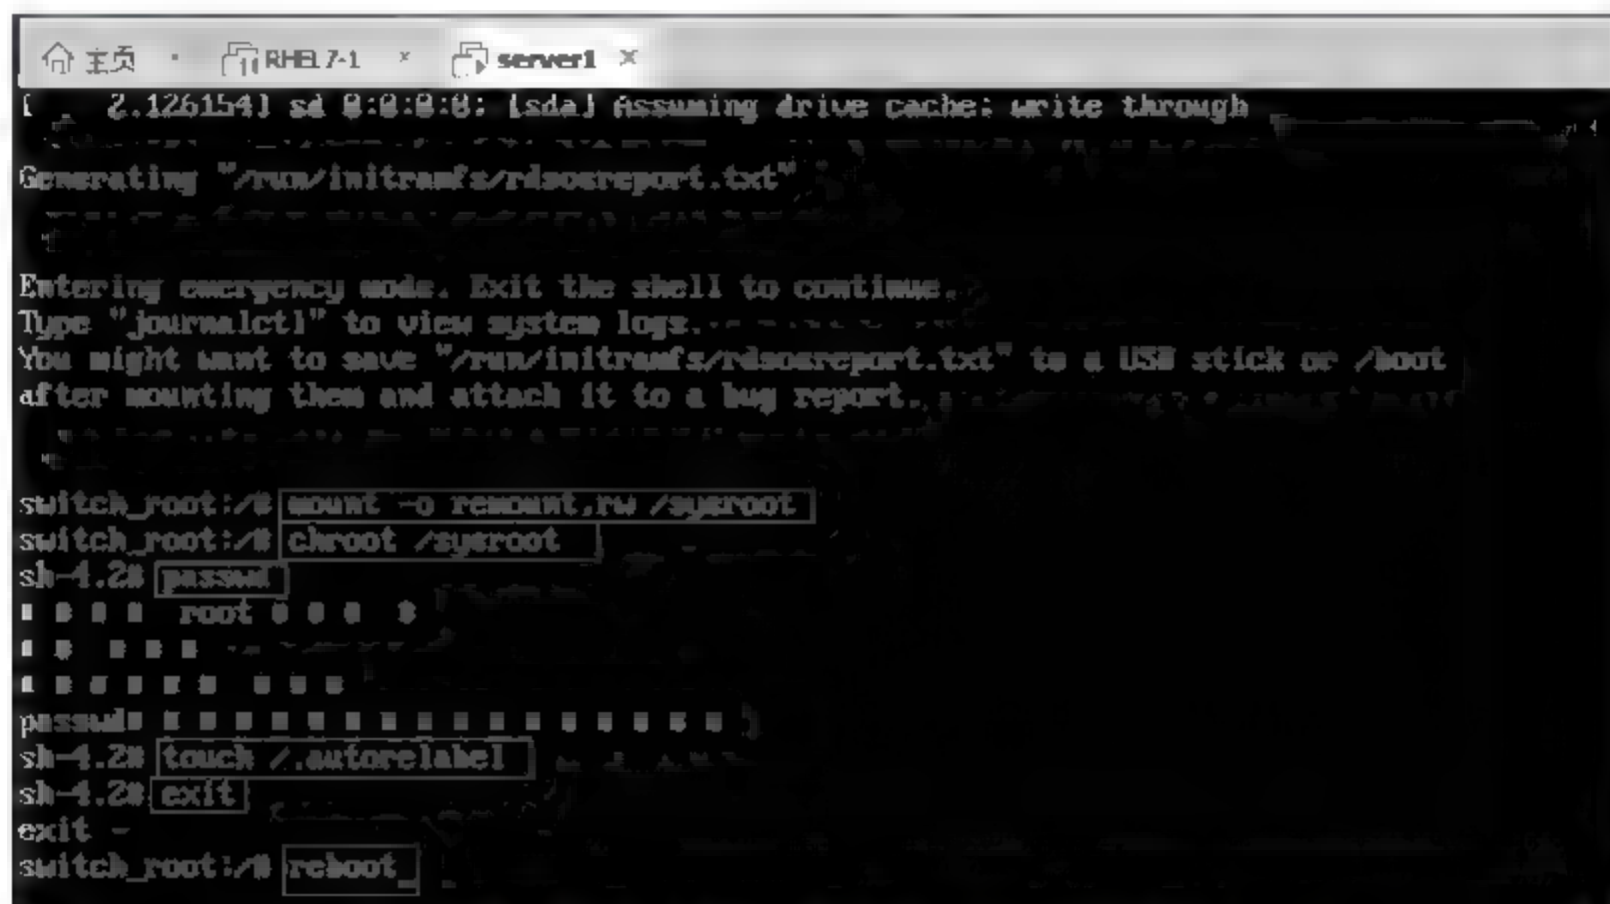 主页 RHEL7-1 × server1 ×
[    2.126154] sd 0:0:0:0: [sda] Assuming drive cache: write through
Generating "/run/initramfs/rdsosreport.txt"
Entering emergency mode. Exit the shell to continue.
Type "journalctl" to view system logs.
You might want to save "/run/initramfs/rdsosreport.txt" to a USB stick or /boot
after mounting them and attach it to a bug report.
switch_root:/# mount -o remount,rw /sysroot
switch_root:/# chroot /sysroot
sh-4.2# passwd
■ ■ ■ ■ root ■ ■ ■ ■
■ ■ ■ ■ ■
■ ■ ■ ■ ■ ■ ■ ■ ■
passwd■ ■ ■ ■ ■ ■ ■ ■ ■ ■ ■ ■ ■ ■ ■ ■ ■
sh-4.2# touch /.autorelabel
sh-4.2# exit
exit
switch_root:/# reboot_